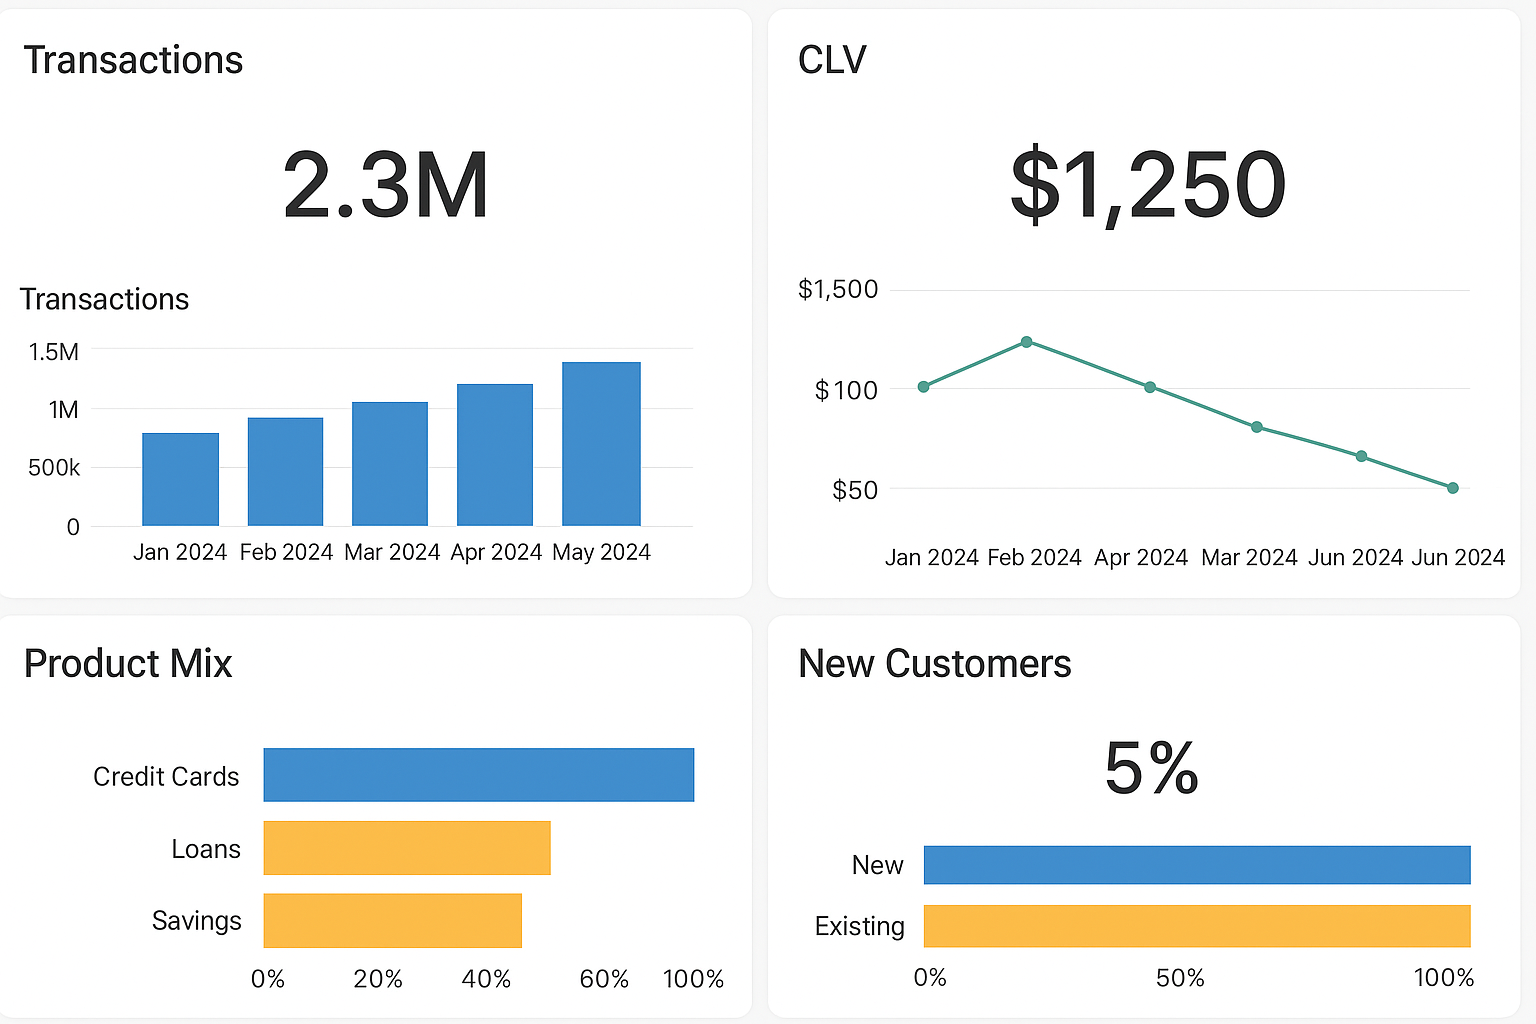 Transactions
2.3M
Transactions
1.5M
1M
500k
0
Jan 2024 Feb 2024 Mar 2024 Apr 2024 May 2024
CLV
$1,250
$1,500
$100
$50
Jan 2024 Feb 2024 Apr 2024 Mar 2024 Jun 2024 Jun 2024
Product Mix
Credit Cards
Loans
Savings
0% 20% 40% 60% 100%
New Customers
5%
New
Existing
0% 50% 100%